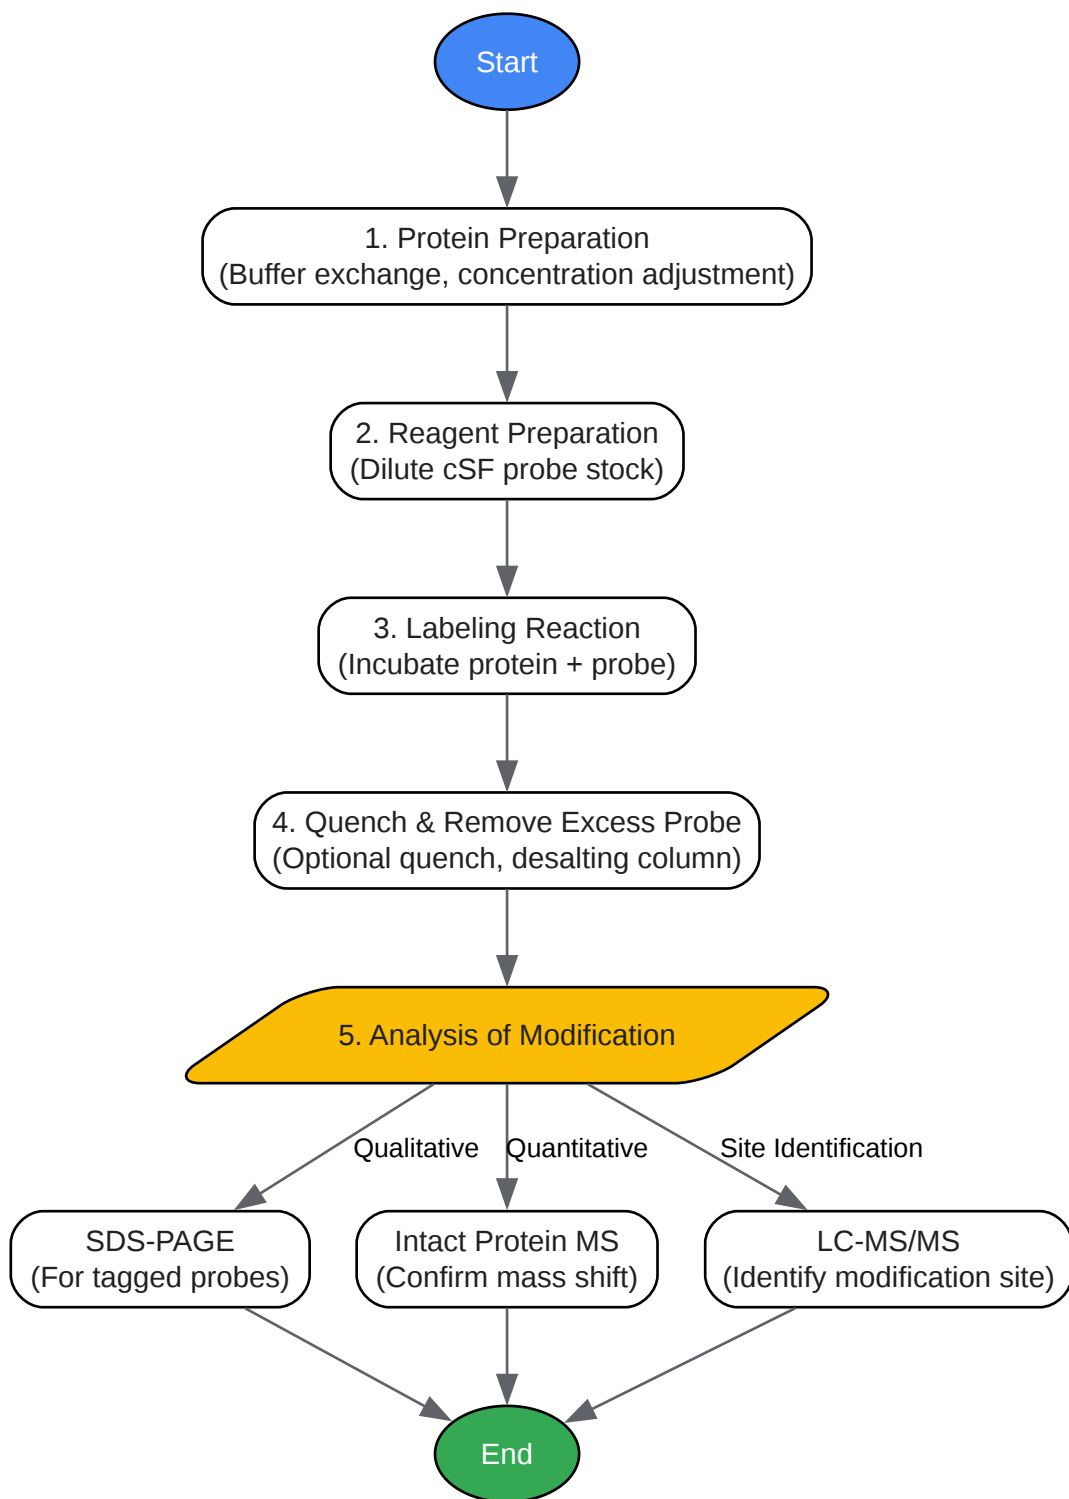 Start
1. Protein Preparation
(Buffer exchange, concentration adjustment)
2. Reagent Preparation
(Dilute cSF probe stock)
3. Labeling Reaction
(Incubate protein + probe)
4. Quench & Remove Excess Probe
(Optional quench, desalting column)
5. Analysis of Modification
Qualitative
Quantitative
Site Identification
SDS-PAGE
(For tagged probes)
Intact Protein MS
(Confirm mass shift)
LC-MS/MS
(Identify modification site)
End